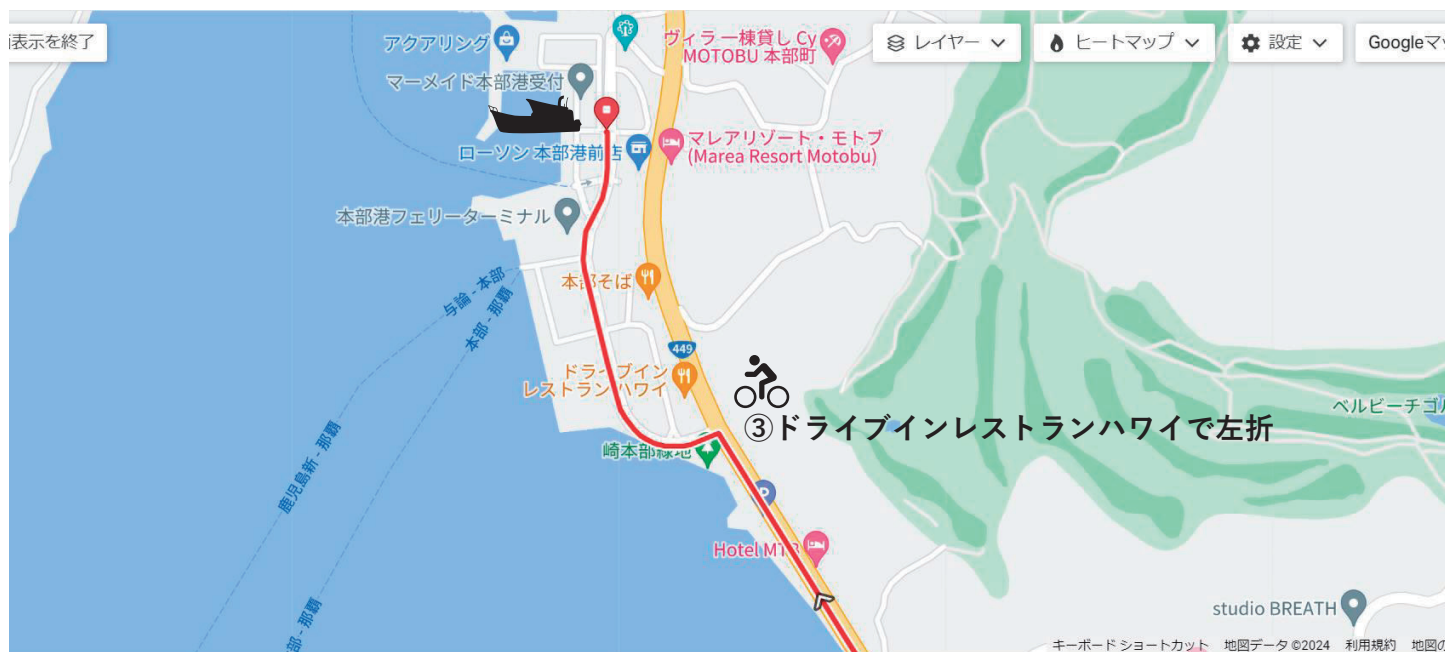 表示を終了
アクアリング
ヴィラ 一棟貸し Cy
MOTOBU 本部町
レイヤー
ヒートマップ
設定
Googleマッ
マーメイド本部港受付
ローソン 本部港前店
マレアリゾート・モトブ
(Marea Resort Motobu)
本部港フェリーターミナル
与論 - 本部
本部 - 那覇
本部そば
449
ドライブイン
レストラン ハワイ
③ドライブインレストランハワイで左折
ベルビーチゴル
崎本部緑地
P
鹿児島新 - 那覇
Hotel MTB
studio BREATH
部 - 那覇
キーボード ショートカット
地図データ ©2024
利用規約
地図の